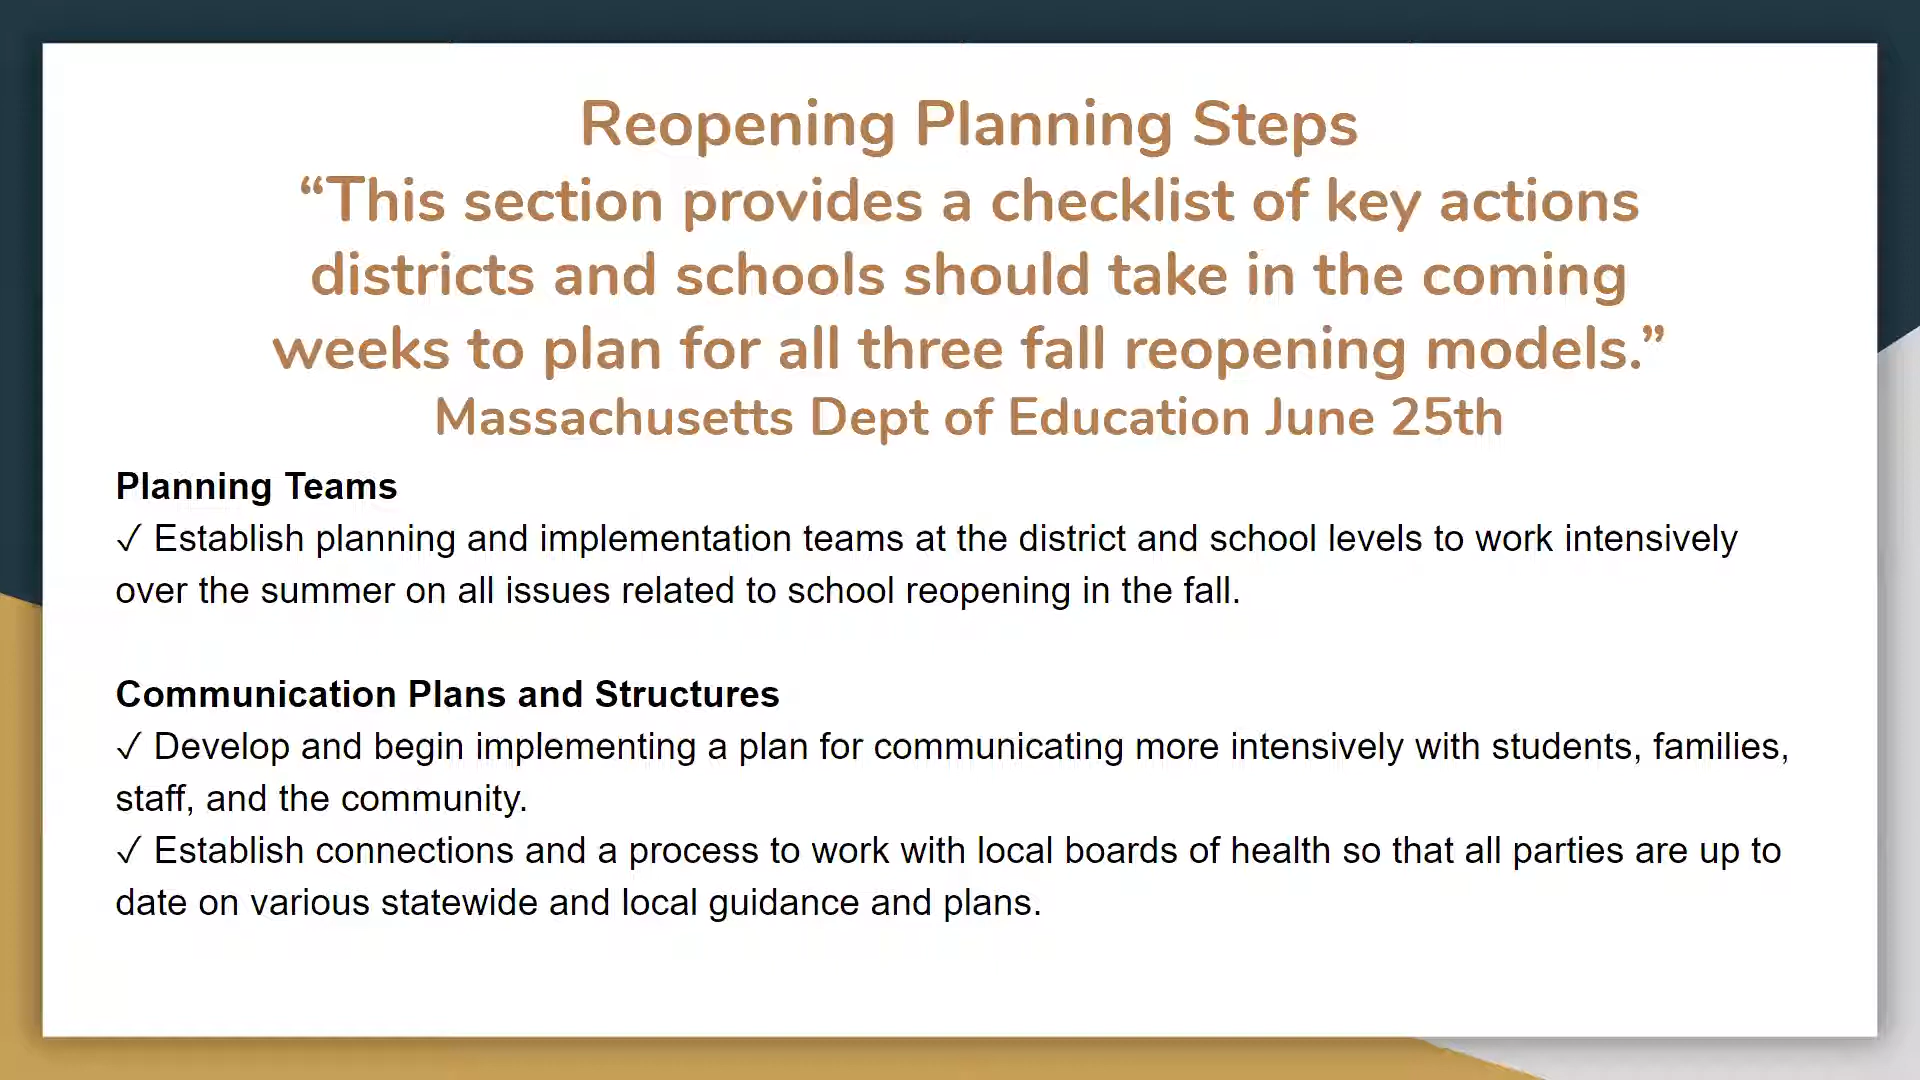 Reopening Planning Steps
“This section provides a checklist of key actions
districts and schools should take in the coming
weeks to plan for all three fall reopening models.”
Massachusetts Dept of Education June 25th
Planning Teams
✓ Establish planning and implementation teams at the district and school levels to work intensively
over the summer on all issues related to school reopening in the fall.
Communication Plans and Structures
✓ Develop and begin implementing a plan for communicating more intensively with students, families,
staff, and the community.
✓ Establish connections and a process to work with local boards of health so that all parties are up to
date on various statewide and local guidance and plans.